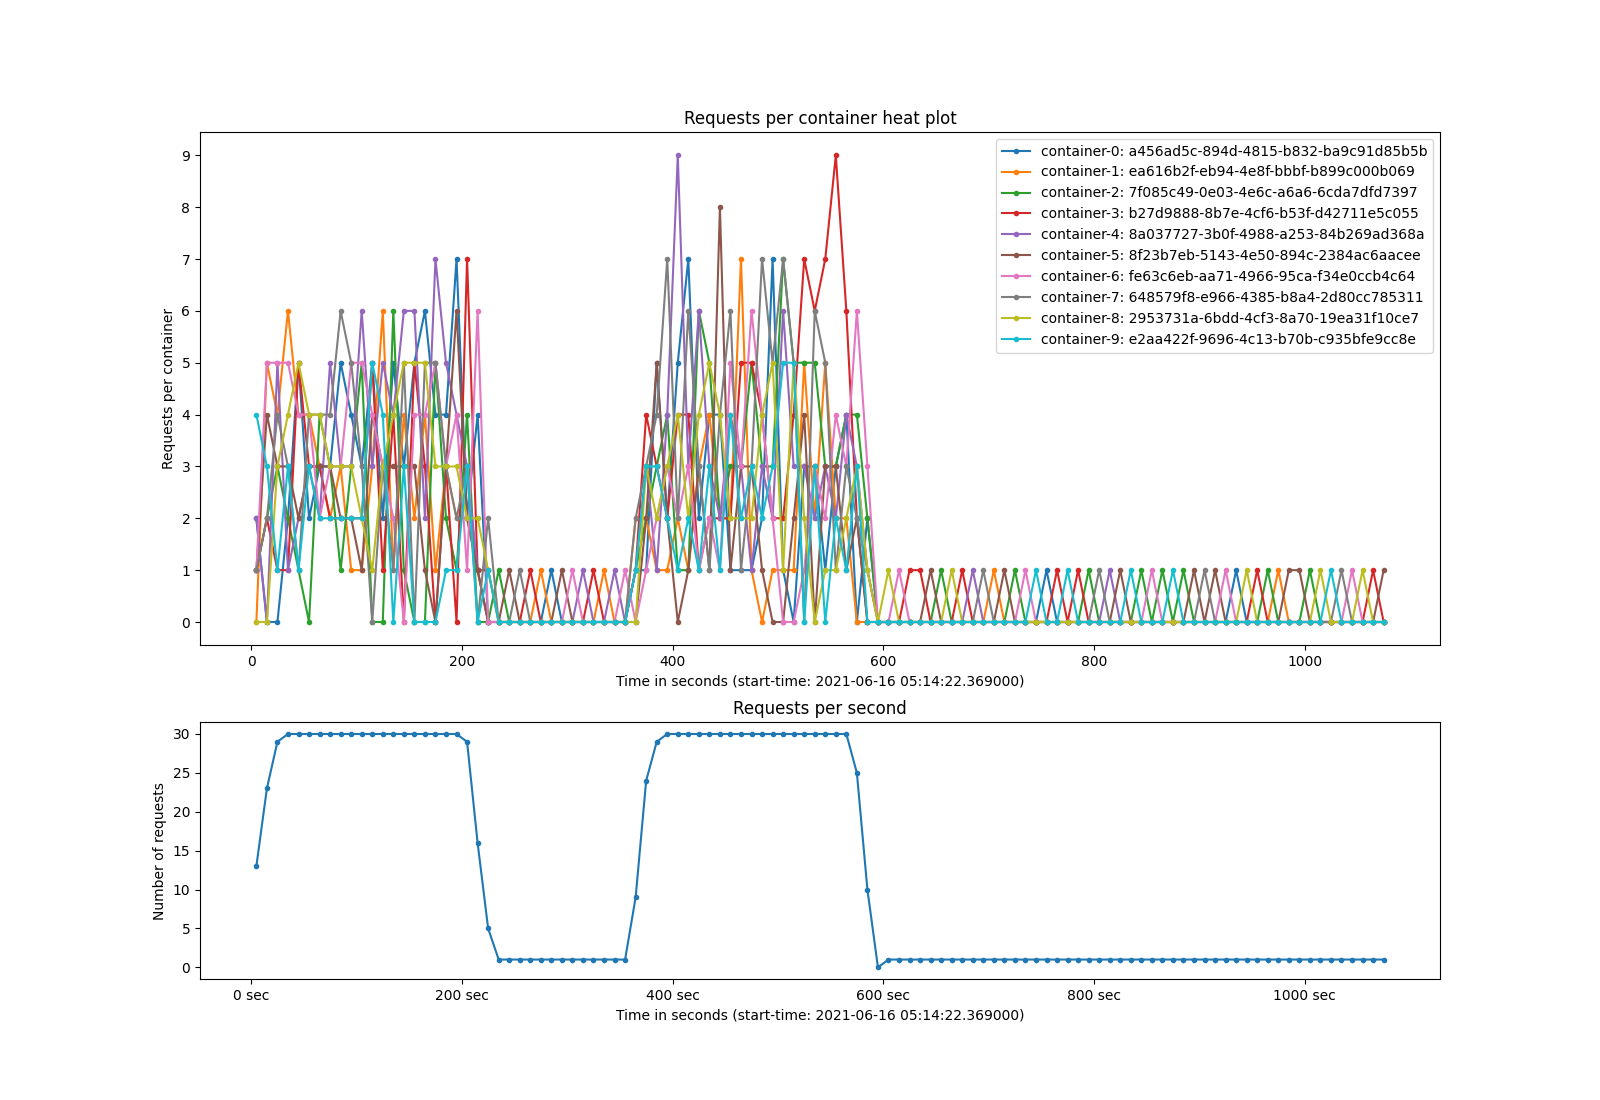 Requests per container heat plot
9
8
7
6
5
4
3
2
1
0
Requests per container
container-0: a456ad5c-894d-4815-b832-ba9c91d85b5b
container-1: ea616b2f-eb94-4e8f-bbbf-b899c000b069
container-2: 7f085c49-0e03-4e6c-a6a6-6cda7dfd7397
container-3: b27d9888-8b7e-4cf6-b53f-d42711e5c055
container-4: 8a037727-3b0f-4988-a253-84b269ad368a
container-5: 8f23b7eb-5143-4e50-894c-2384ac6aacee
container-6: fe63c6eb-aa71-4966-95ca-f34e0ccb4c64
container-7: 648579f8-e966-4385-b8a4-2d80cc785311
container-8: 2953731a-6bdd-4cf3-8a70-19ea31f10ce7
container-9: e2aa422f-9696-4c13-b70b-c935bfe9cc8e
0 200 400 600 800 1000
Time in seconds (start-time: 2021-06-16 05:14:22.369000)
Requests per second
30
25
20
15
10
5
0
Number of requests
0 sec 200 sec 400 sec 600 sec 800 sec 1000 sec
Time in seconds (start-time: 2021-06-16 05:14:22.369000)